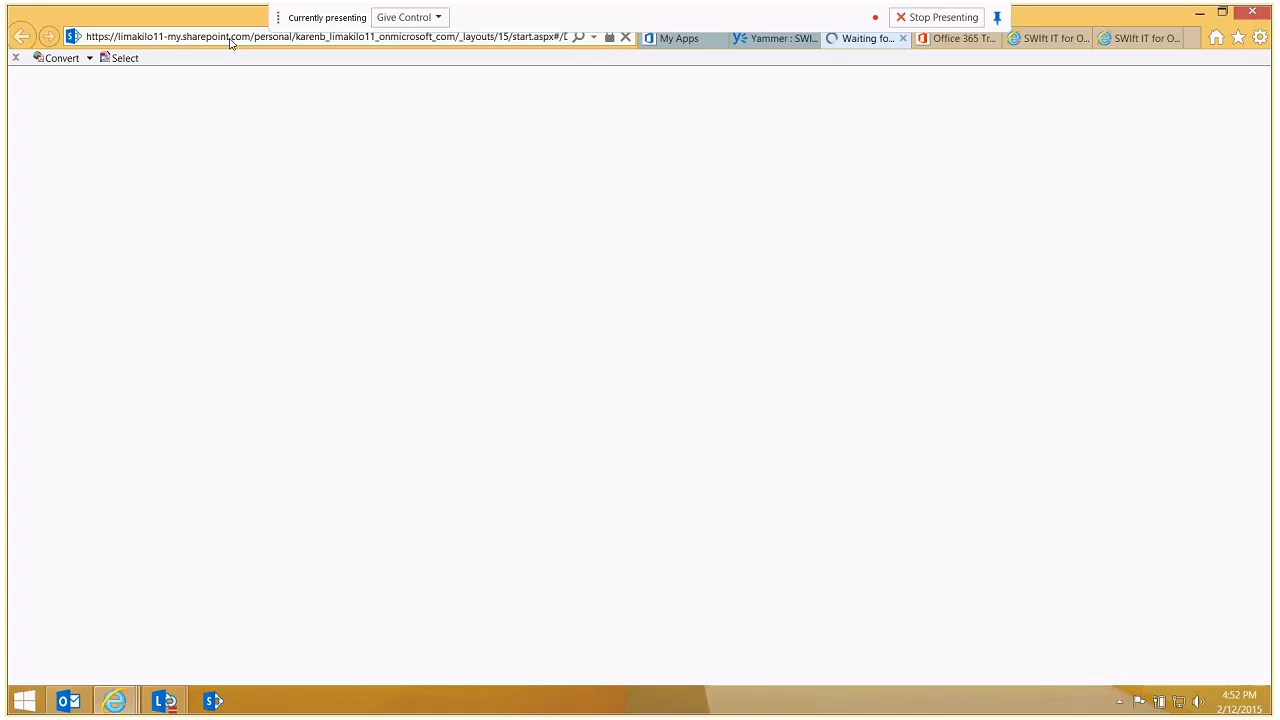 Currently presenting Give Control Stop Presenting
https://limakilo11-my.sharepoint.com/personal/karenb_limakilo11_onmicrosoft_com/_layouts/15/start.aspx#/D
My Apps Yammer : SWI... Waiting fo... Office 365 Tr... SWIft IT for O... SWIft IT for O...
Convert Select
4:52 PM
2/12/2015